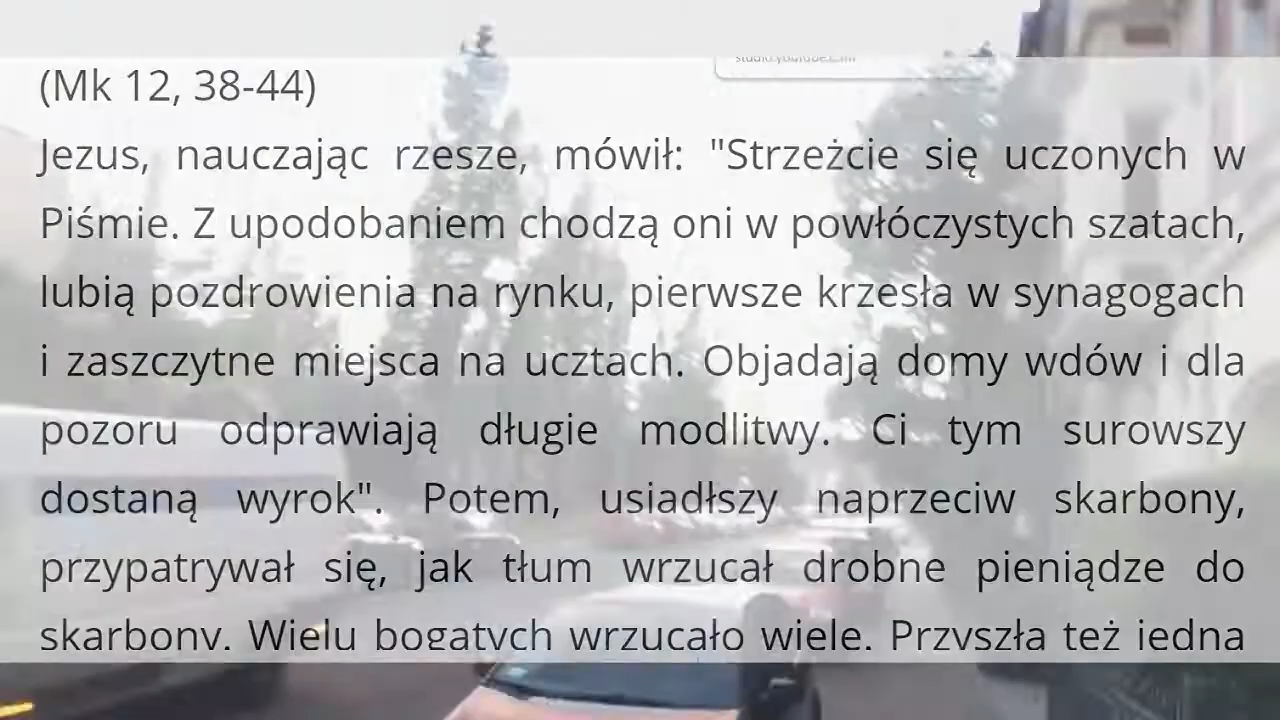 studio.youtube.com
(Mk 12, 38-44)
Jezus, nauczając rzesze, mówił: "Strzeżcie się uczonych w
Piśmie. Z upodobaniem chodzą oni w powłóczystych szatach,
lubią pozdrowienia na rynku, pierwsze krzesła w synagogach
i zaszczytne miejsca na ucztach. Objadają domy wdów i dla
pozoru odprawiają długie modlitwy. Ci tym surowszy
dostaną wyrok". Potem, usiadłszy naprzeciw skarbony,
przypatrywał się, jak tłum wrzucał drobne pieniądze do
skarbony. Wielu bogatych wrzucało wiele. Przyszła też jedna